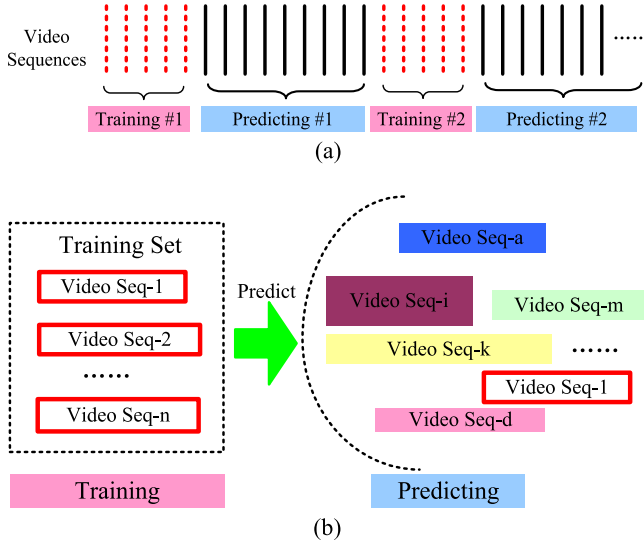 Video
Sequences
......
Training #1
Predicting #1
Training #2
Predicting #2
(a)
Training Set
Video Seq-1
Video Seq-2
......
Video Seq-n
Predict
Video Seq-a
Video Seq-i
Video Seq-m
Video Seq-k
......
Video Seq-1
Video Seq-d
Training
Predicting
(b)